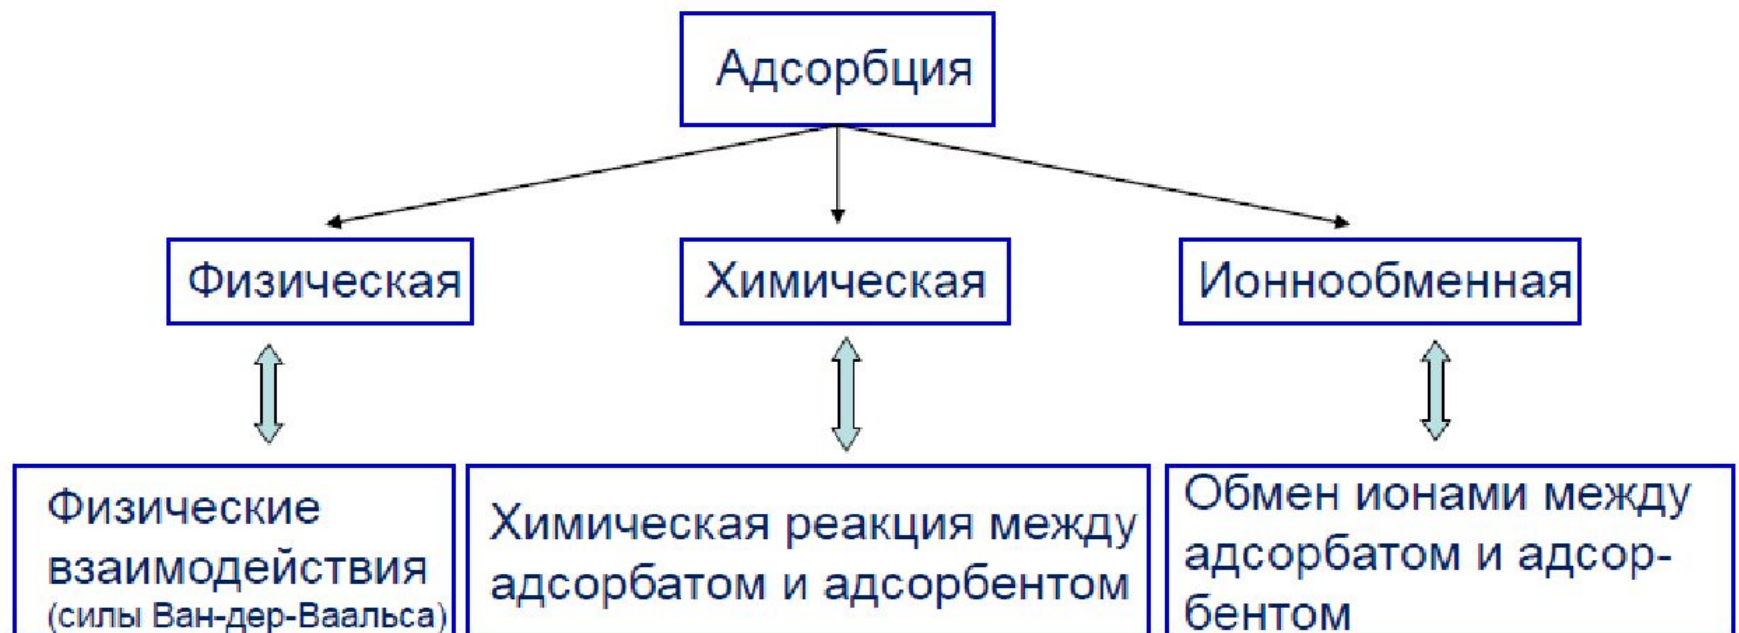 Адсорбция
Физическая
Химическая
Ионнообменная
Физические
взаимодействия
(силы Ван-дер-Ваальса)
Химическая реакция между
адсорбатом и адсорбентом
Обмен ионами между
адсорбатом и адсор-
бентом